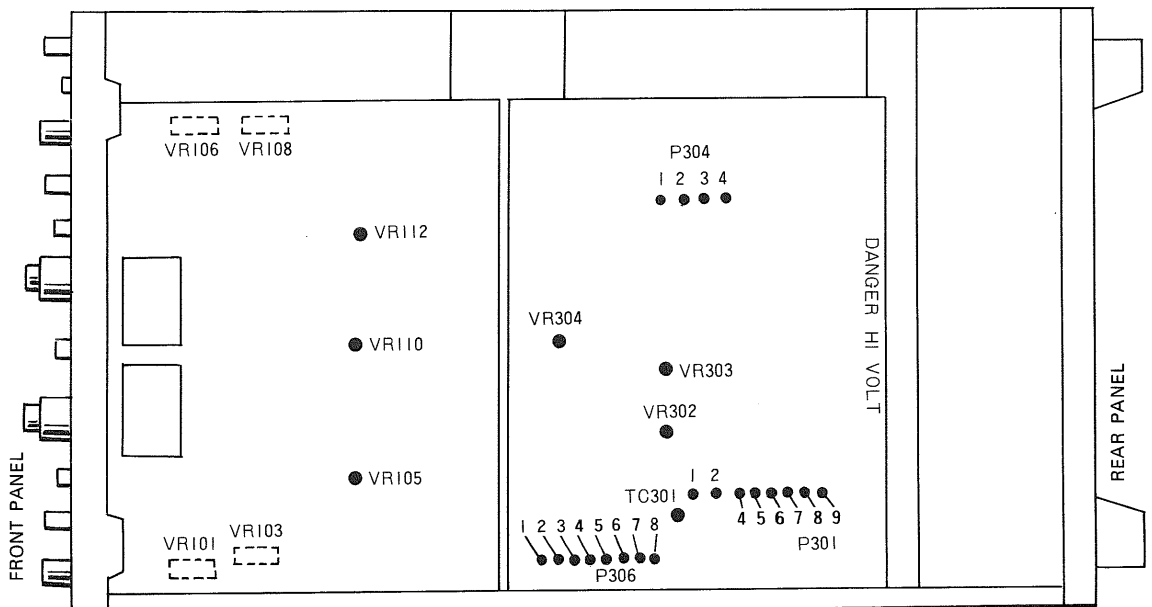 VR106 VR108
P304
1 2 3 4
VR112
DANGER HI VOLT
VR304
VR110
VR303
VR302
REAR PANEL
FRONT PANEL
VR105
1 2
TC301
4 5 6 7 8 9
P301
1 2 3 4 5 6 7 8
P306
VR101
VR103